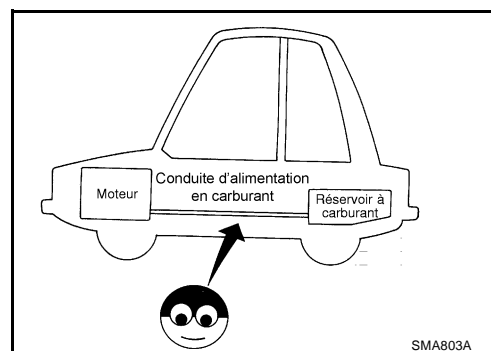 Conduite d'alimentation
en carburant
Moteur
Réservoir à
carburant
SMA803A